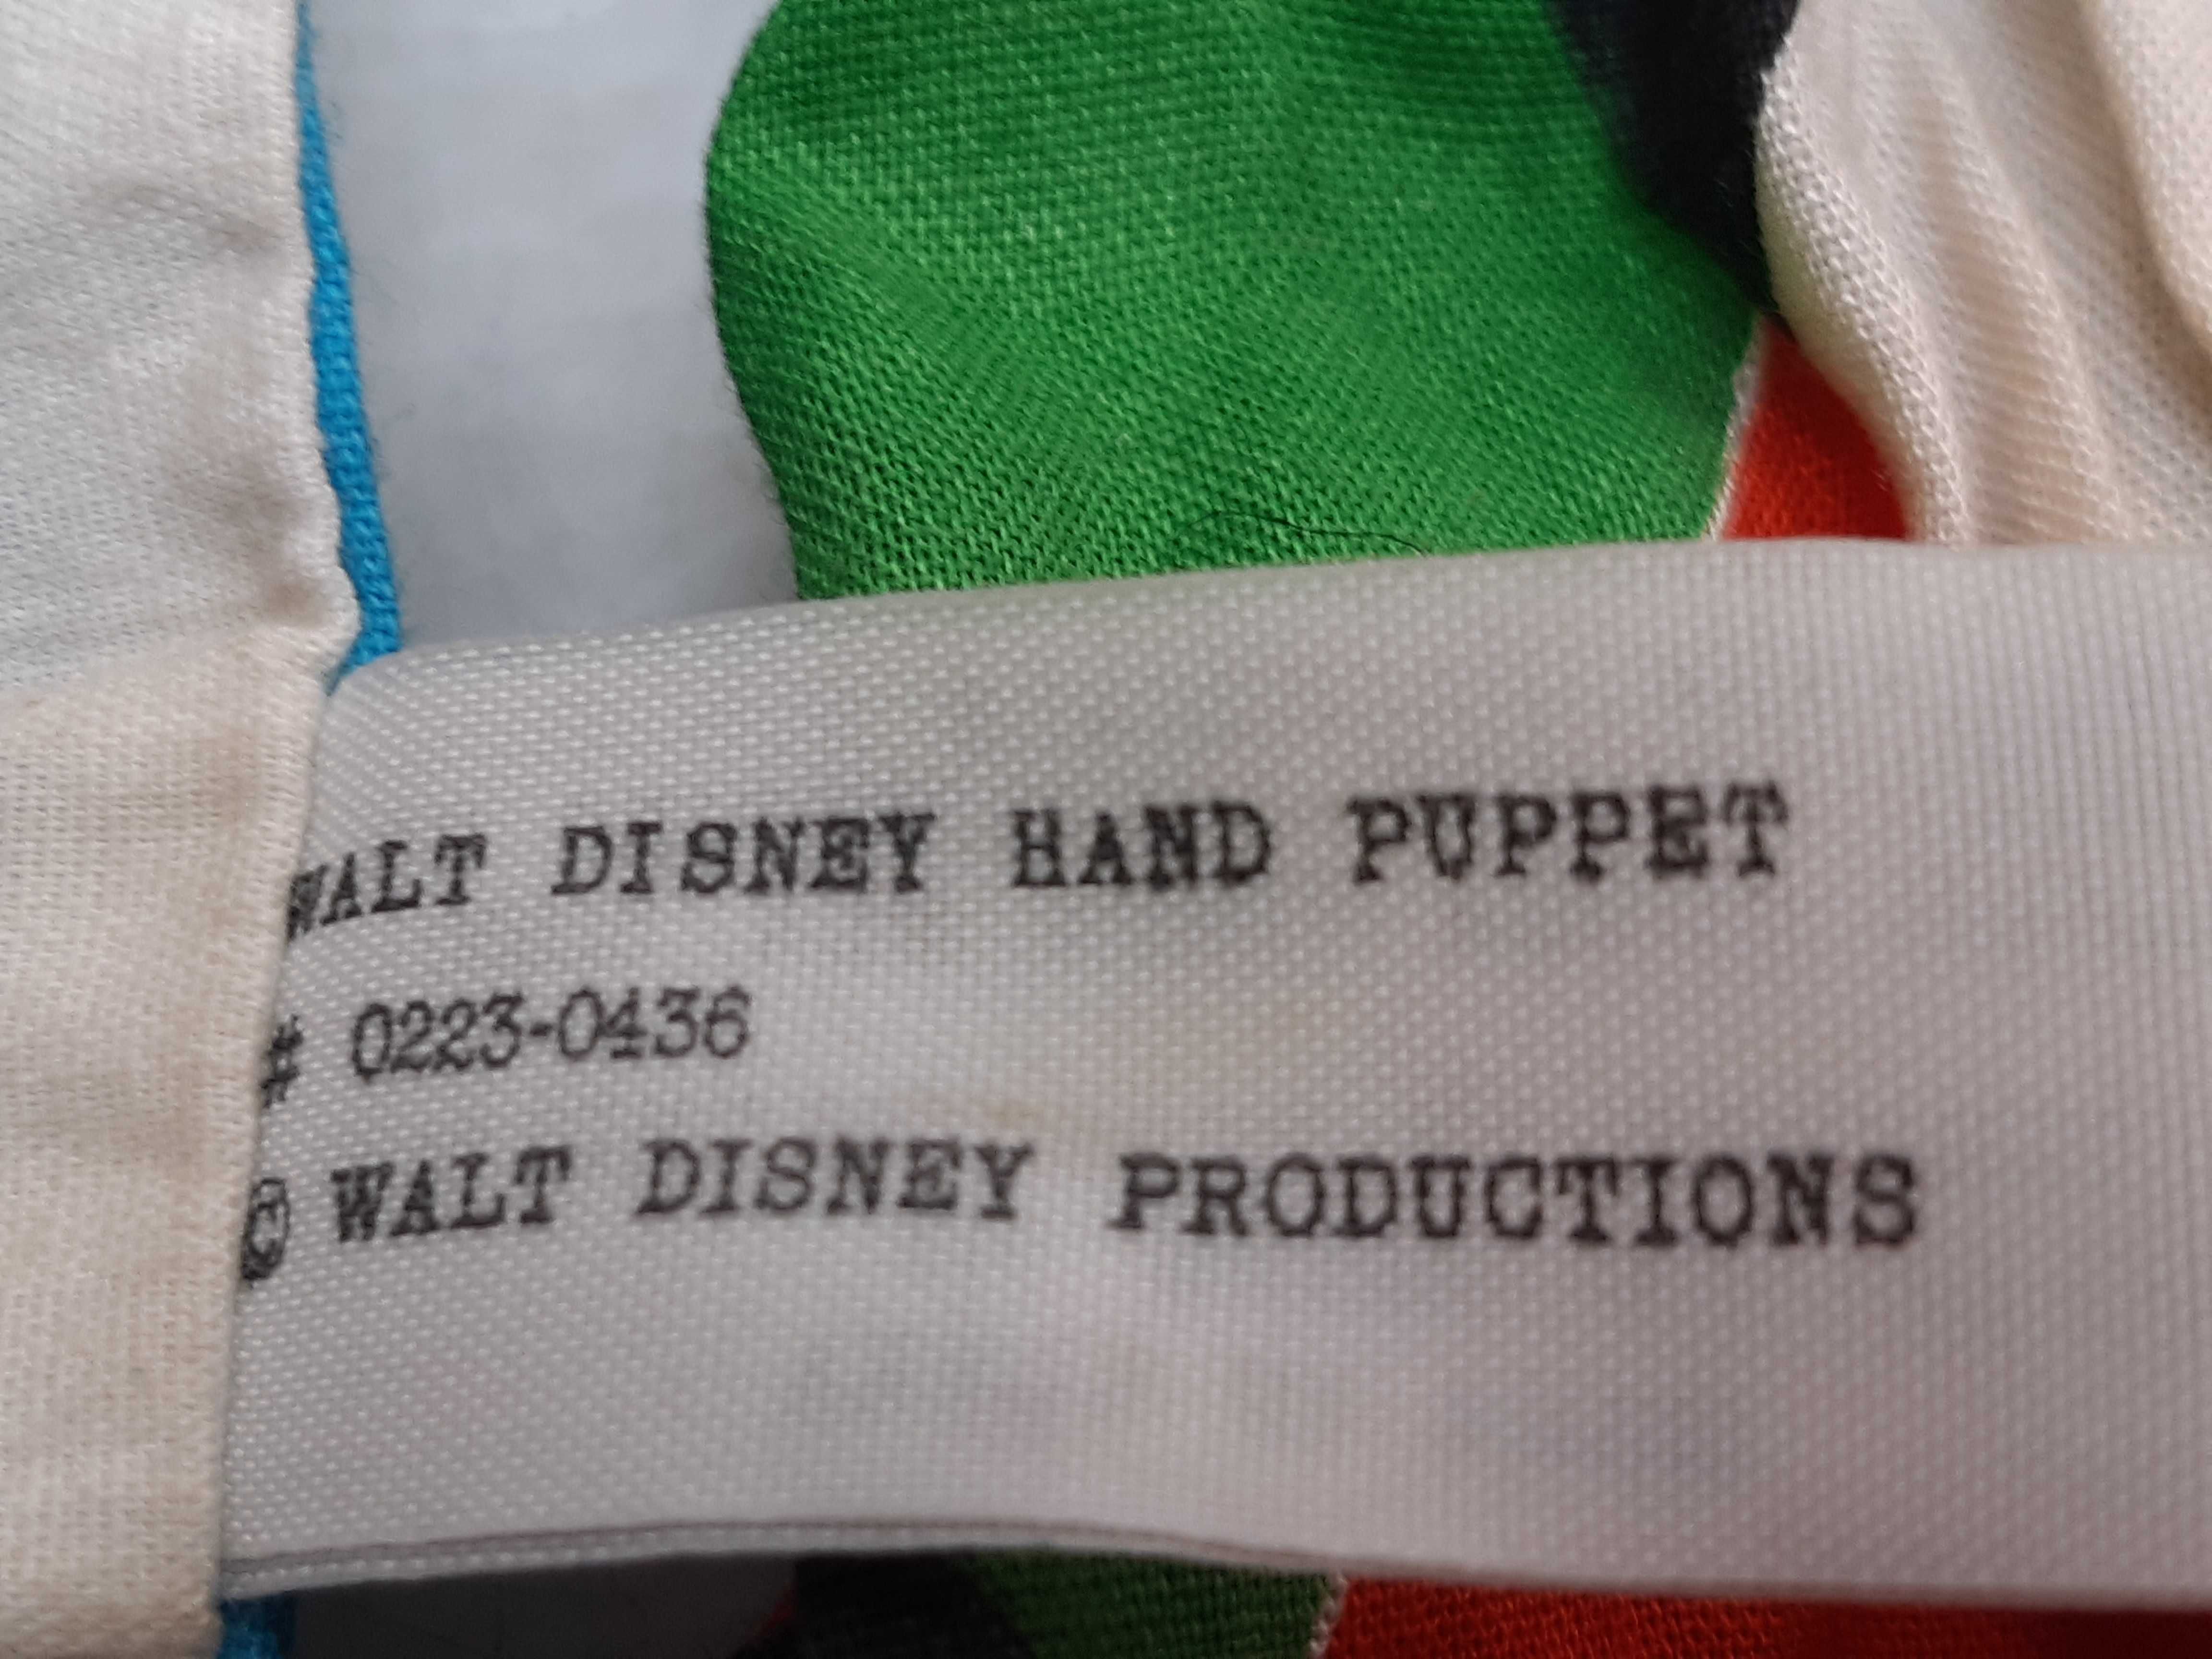 WALT DISNEY HAND PUPPET
# 0223-0436
© WALT DISNEY PRODUCTIONS